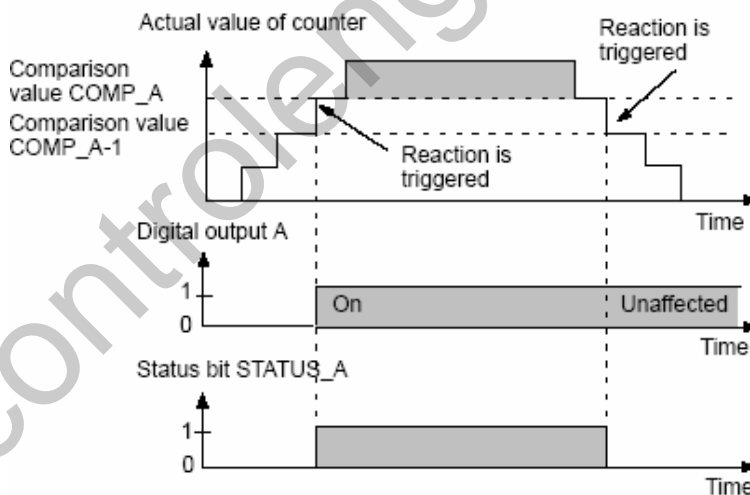 Actual value of counter
Reaction is
triggered
Comparison
value COMP_A
Comparison value
COMP_A-1
Reaction is
triggered
Time
Digital output A
1
0
On
Unaffected
Time
Status bit STATUS_A
1
0
Time
controleng